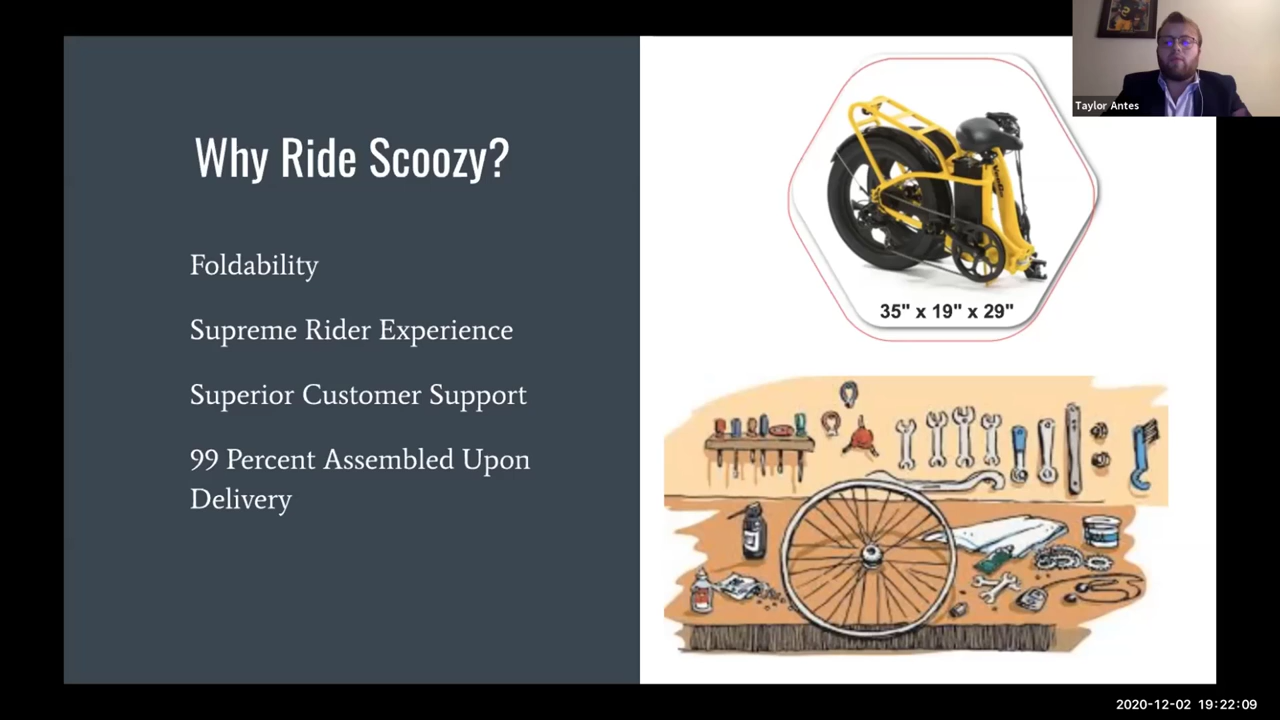 Why Ride Scoozy?
Foldability
Supreme Rider Experience
Superior Customer Support
99 Percent Assembled Upon
Delivery
35" x 19" x 29"
Taylor Antes
2020-12-02 19:22:09